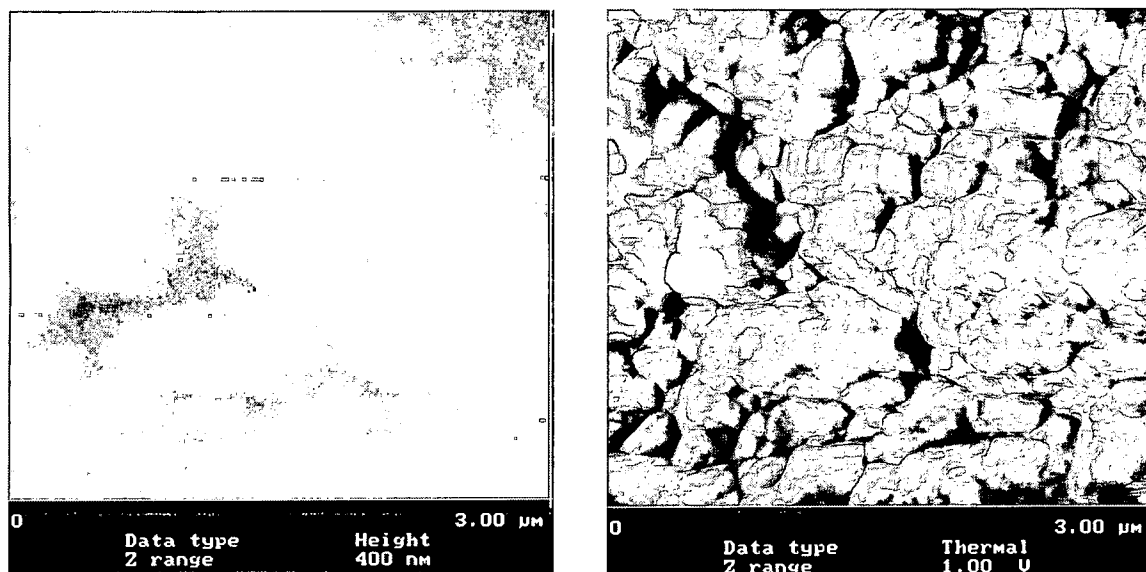 0 3.00 µm
Data type Height
Z range 400 nm
0 3.00 µm
Data type Thermal
Z range 1.00 V